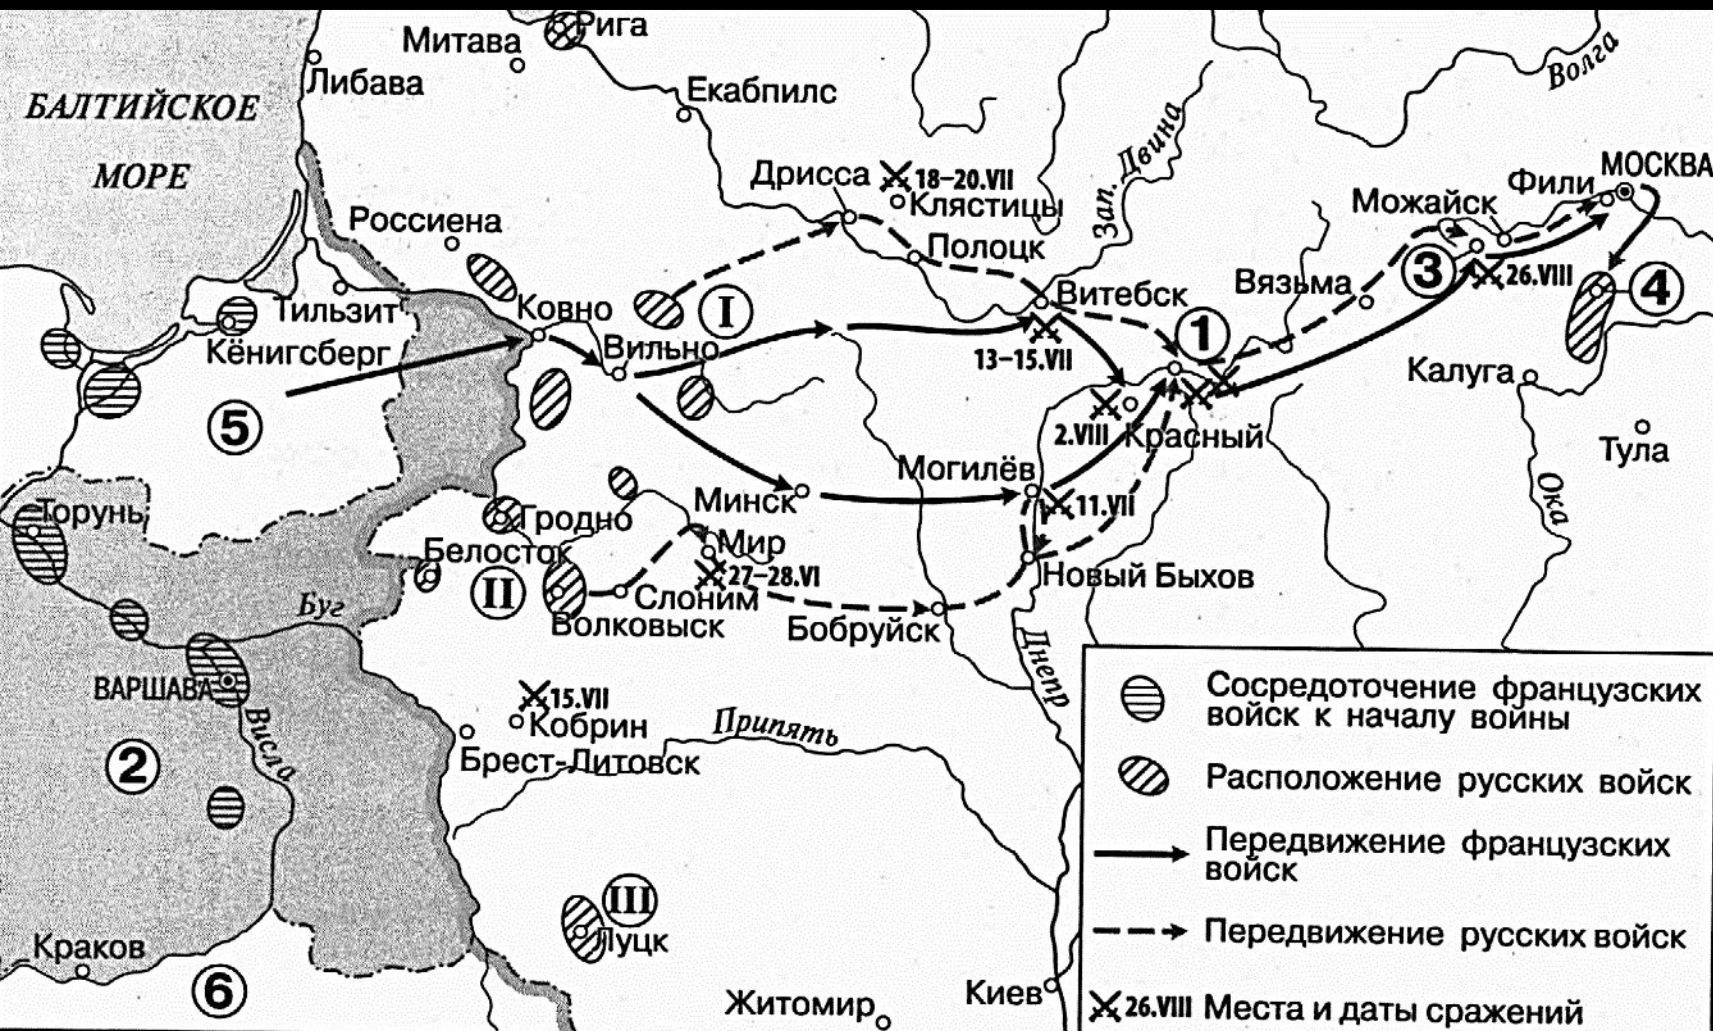 Рига
Митава
Либава
Екабпилс
Волга
БАЛТИЙСКОЕ
МОРЕ
Зап. Двина
Дрисса
18–20.VII
Клястицы
Полоцк
МОСКВА
Фили
Можайск
3
26.VIII
4
Россиена
Тильзит
Ковно
I
Витебск
13–15.VII
Вязьма
1
Кёнигсберг
Вильно
Калуга
5
2.VIII
Красный
Тула
Ока
Могилёв
11.VII
Минск
Торунь
Гродно
Белосток
II
Мир
27–28.VI
Слоним
Волковыск
Бобруйск
Новый Быхов
Буг
Днепр
ВАРШАВА
Висла
2
15.VII
Кобрин
Брест-Литовск
Припять
III
Луцк
Краков
6
Житомир
Киев
Сосредоточение французских
войск к началу войны
Расположение русских войск
Передвижение французских
войск
Передвижение русских войск
26.VIII Места и даты сражений